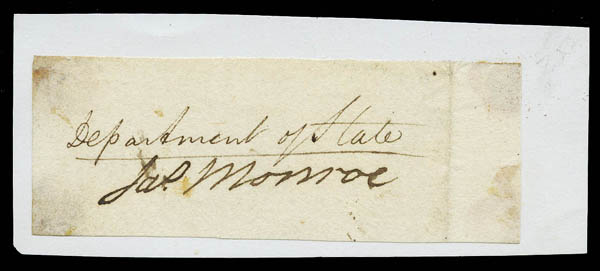 Department of State
Jas. Monroe